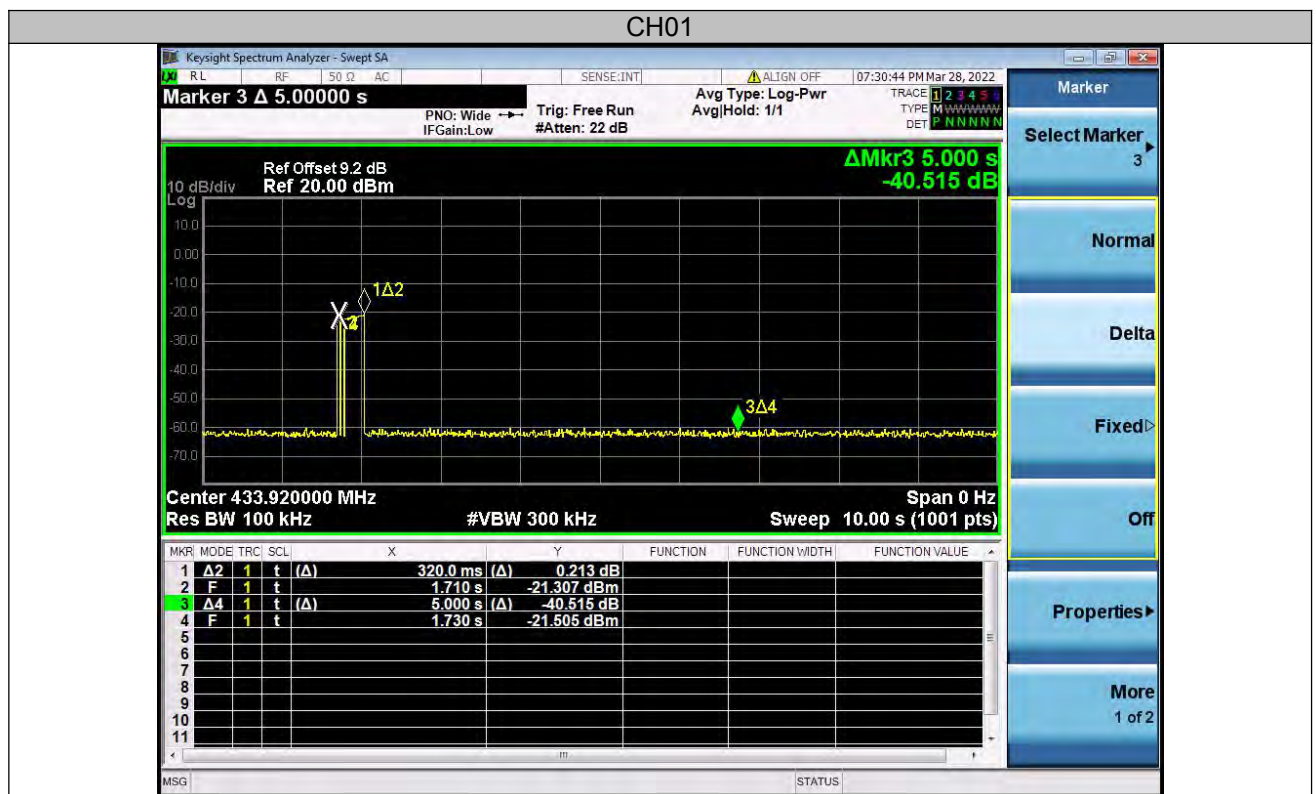 CH01
Keysight Spectrum Analyzer - Swept SA
LXI RL RF 50 Ω AC SENSE:INT ALIGN OFF 07:30:44 PM Mar 28, 2022
Marker 3 Δ 5.00000 s
PNO: Wide Trig: Free Run Avg Type: Log-Pwr TRACE 1 2 3 4 5 6
IFGain:Low #Atten: 22 dB Avg|Hold: 1/1 TYPE M W W W W W
DET P N N N N N
Ref Offset 9.2 dB ΔMkr3 5.000 s
10 dB/div Ref 20.00 dBm -40.515 dB
Log
10.0
0.00
-10.0
1Δ2
-20.0
-30.0
-40.0
-50.0
3Δ4
-60.0
-70.0
Center 433.920000 MHz Span 0 Hz
Res BW 100 kHz #VBW 300 kHz Sweep 10.00 s (1001 pts)
MKR MODE TRC SCL X Y FUNCTION FUNCTION WIDTH FUNCTION VALUE
1 Δ2 1 t (Δ) 320.0 ms (Δ) 0.213 dB
2 F 1 t 1.710 s -21.307 dBm
3 Δ4 1 t (Δ) 5.000 s (Δ) -40.515 dB
4 F 1 t 1.730 s -21.505 dBm
5
6
7
8
9
10
11
MSG STATUS
Marker
Select Marker
3
Normal
Delta
Fixed
Off
Properties
More
1 of 2